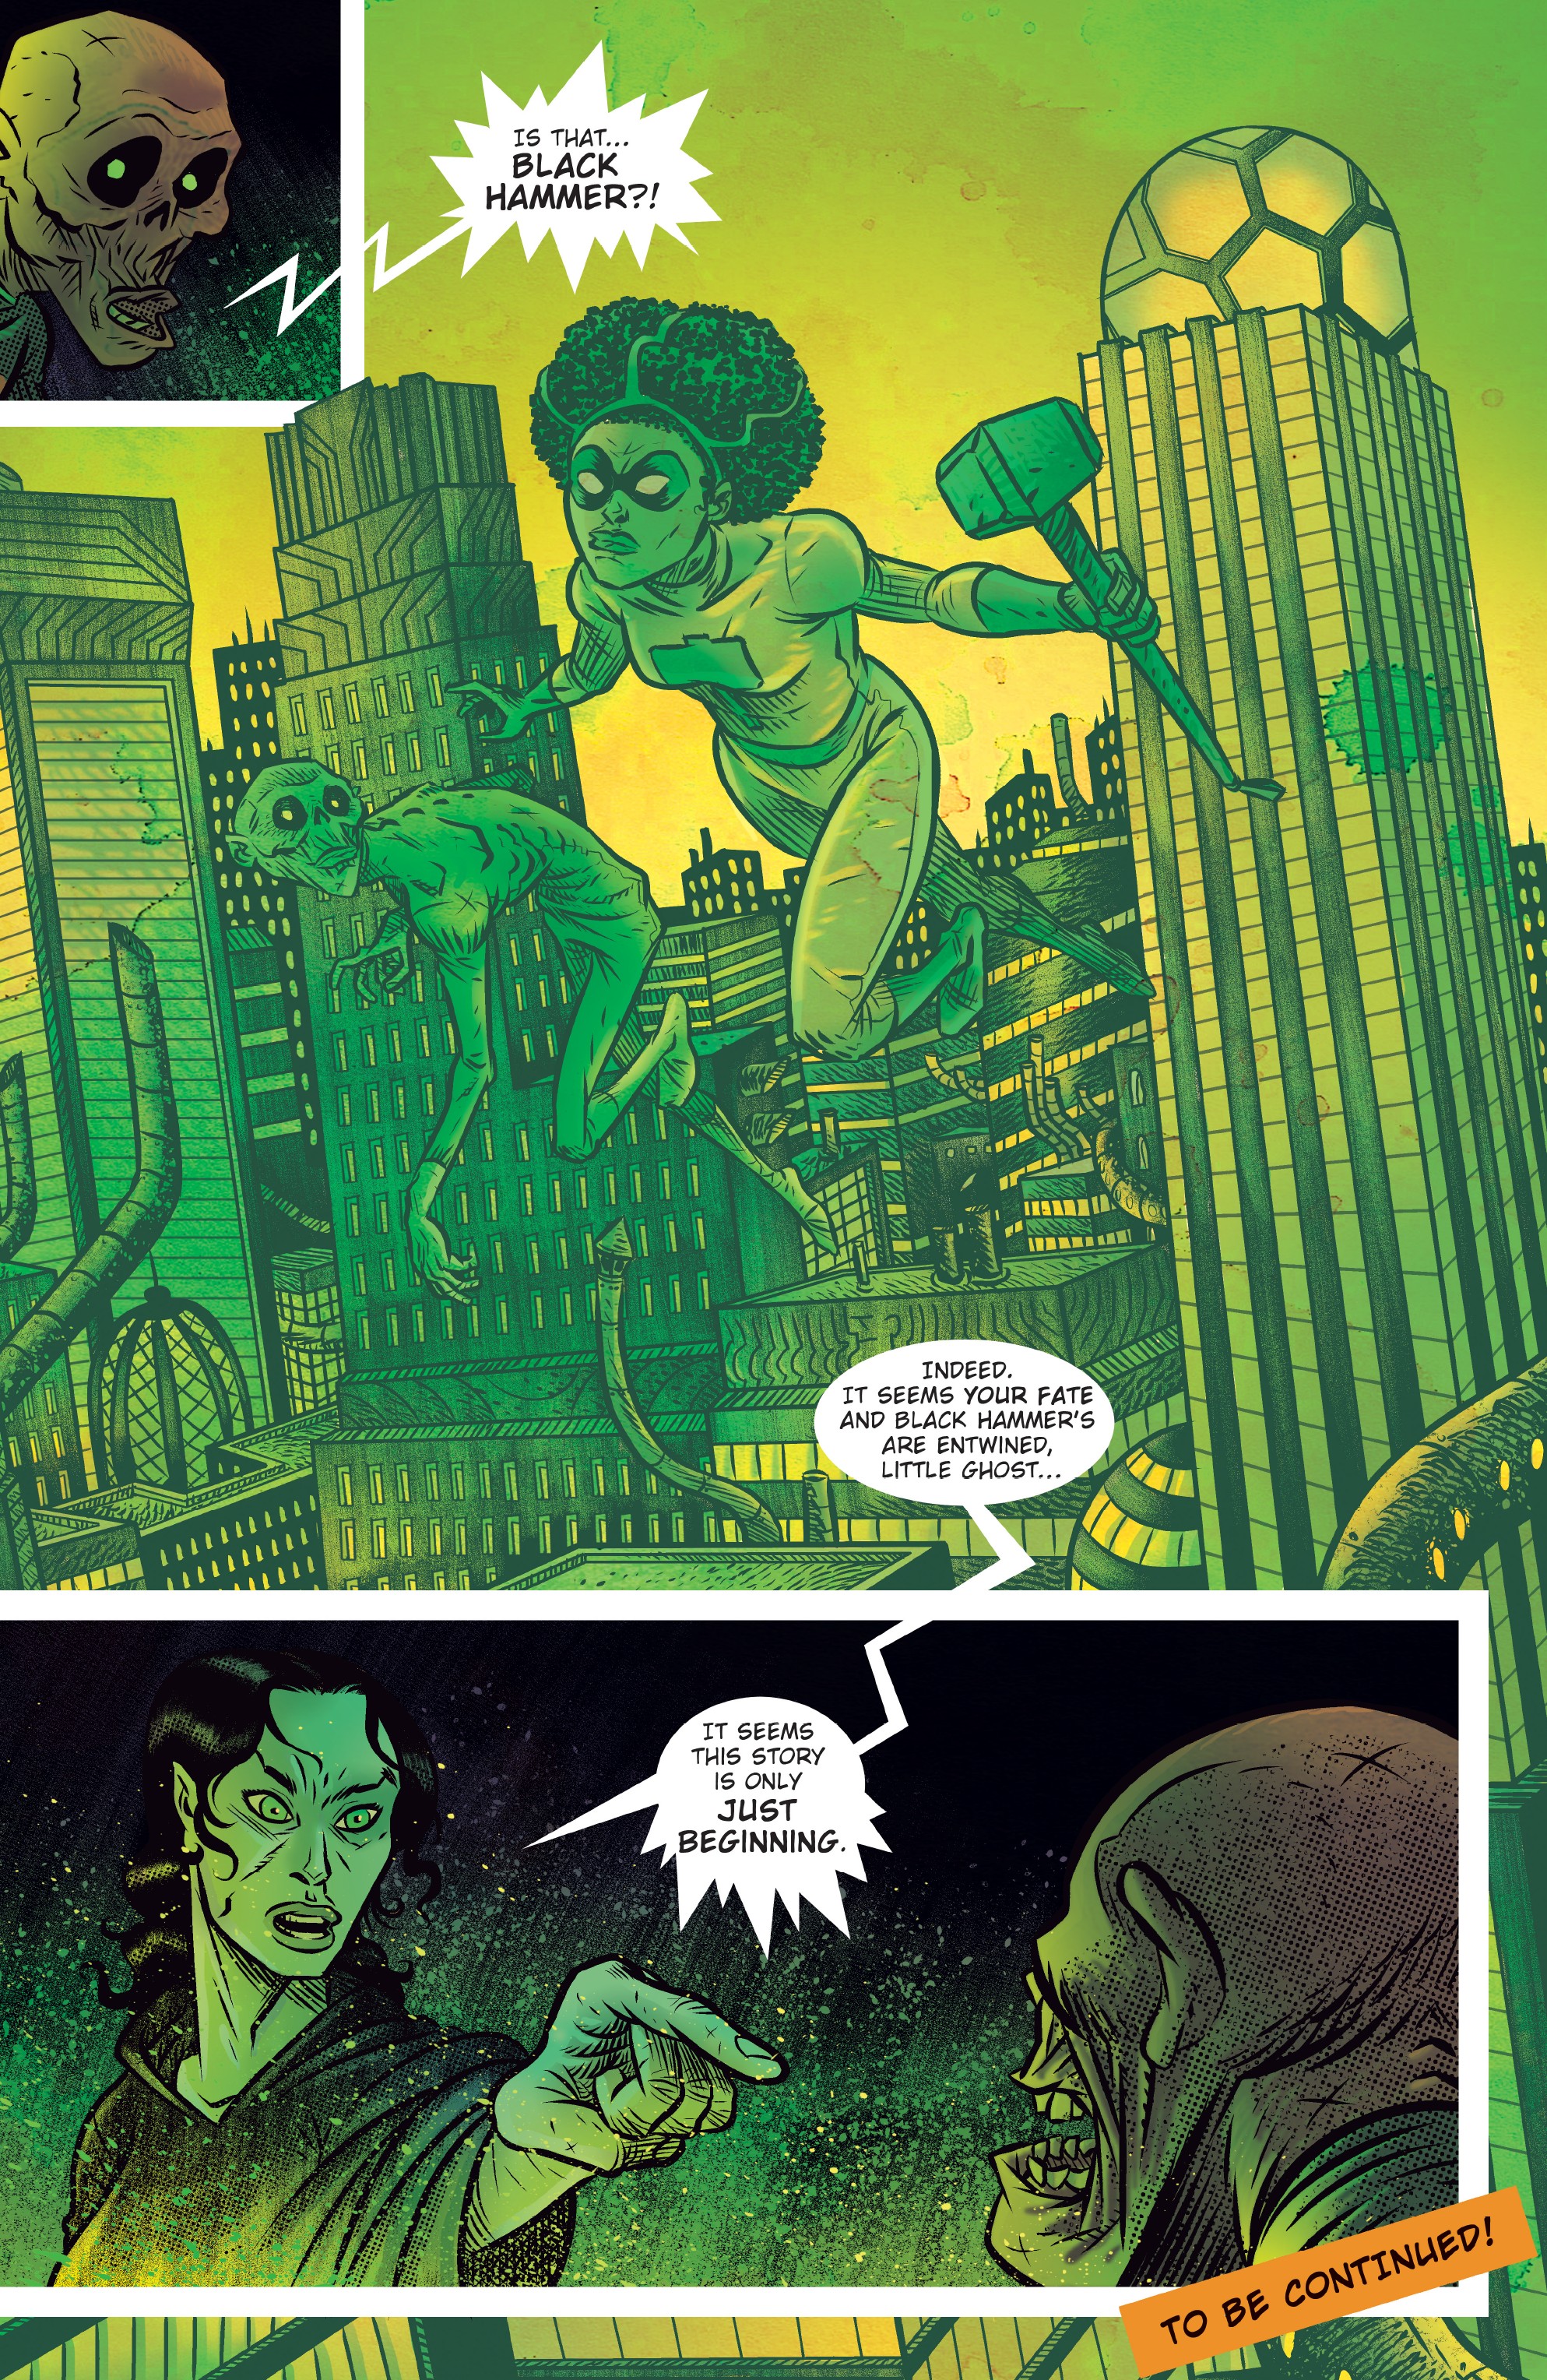 IS THAT...
BLACK
HAMMER?!
INDEED.
IT SEEMS YOUR FATE
AND BLACK HAMMER'S
ARE ENTWINED,
LITTLE GHOST...
IT SEEMS
THIS STORY
IS ONLY
JUST
BEGINNING.
TO BE CONTINUED!